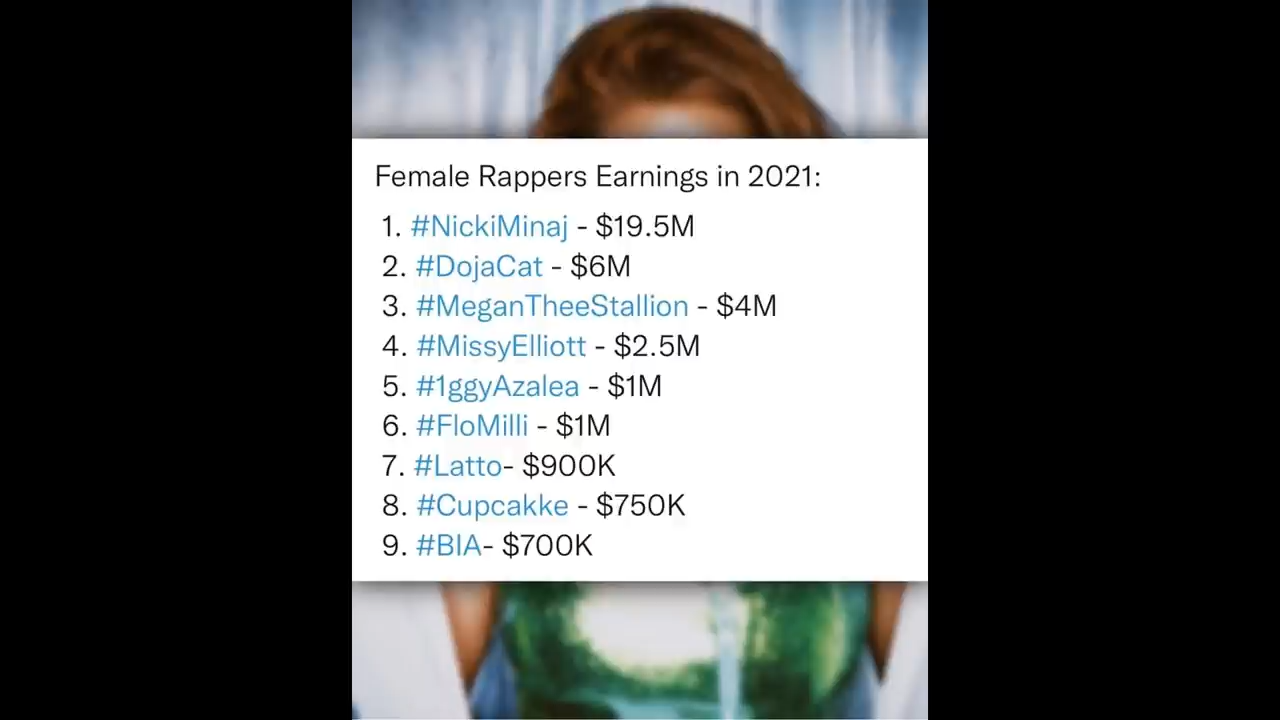 Female Rappers Earnings in 2021:
1. #NickiMinaj - $19.5M
2. #DojaCat - $6M
3. #MeganTheeStallion - $4M
4. #MissyElliott - $2.5M
5. #1ggyAzalea - $1M
6. #FloMilli - $1M
7. #Latto- $900K
8. #Cupcakke - $750K
9. #BIA- $700K